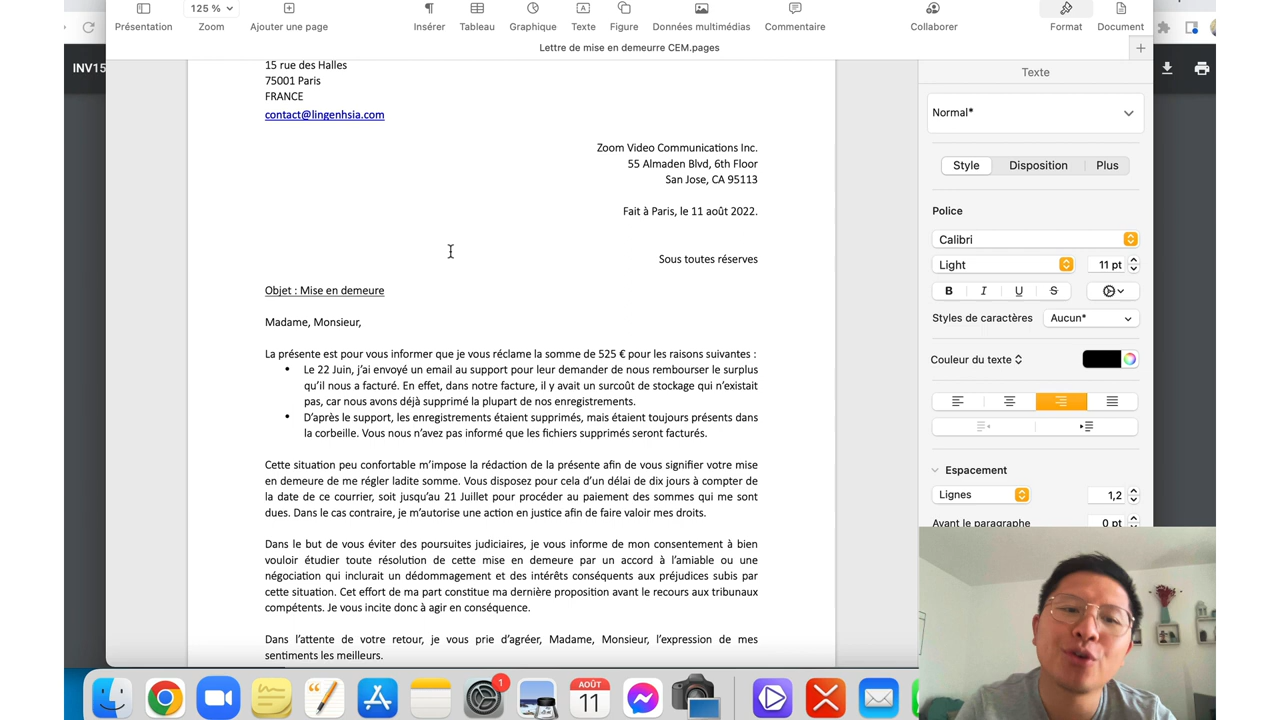 Présentation
125 %
Zoom
Ajouter une page
Insérer
Tableau
Graphique
Texte
Figure
Données multimédias
Commentaire
Collaborer
Format
Document
Lettre de mise en demeurre CEM.pages
INV15
15 rue des Halles
75001 Paris
FRANCE
contact@lingenhsia.com
Zoom Video Communications Inc.
55 Almaden Blvd, 6th Floor
San Jose, CA 95113
Fait à Paris, le 11 août 2022.
Sous toutes réserves
Objet : Mise en demeure
Madame, Monsieur,
La présente est pour vous informer que je vous réclame la somme de 525 € pour les raisons suivantes :
• Le 22 Juin, j'ai envoyé un email au support pour leur demander de nous rembourser le surplus
qu'il nous a facturé. En effet, dans notre facture, il y avait un surcoût de stockage qui n'existait
pas, car nous avons déjà supprimé la plupart de nos enregistrements.
• D'après le support, les enregistrements étaient supprimés, mais étaient toujours présents dans
la corbeille. Vous nous n'avez pas informé que les fichiers supprimés seront facturés.
Cette situation peu confortable m'impose la rédaction de la présente afin de vous signifier votre mise
en demeure de me régler ladite somme. Vous disposez pour cela d'un délai de dix jours à compter de
la date de ce courrier, soit jusqu'au 21 Juillet pour procéder au paiement des sommes qui me sont
dues. Dans le cas contraire, je m'autorise une action en justice afin de faire valoir mes droits.
Dans le but de vous éviter des poursuites judiciaires, je vous informe de mon consentement à bien
vouloir étudier toute résolution de cette mise en demeure par un accord à l'amiable ou une
négociation qui inclurait un dédommagement et des intérêts conséquents aux préjudices subis par
cette situation. Cet effort de ma part constitue ma dernière proposition avant le recours aux tribunaux
compétents. Je vous incite donc à agir en conséquence.
Dans l'attente de votre retour, je vous prie d'agréer, Madame, Monsieur, l'expression de mes
sentiments les meilleurs.
Texte
Normal*
Style
Disposition
Plus
Police
Calibri
Light
11 pt
B I U S
Styles de caractères
Aucun*
Couleur du texte
Espacement
Lignes
1,2
Avant le paragraphe
0 pt
1
AOÛT
11